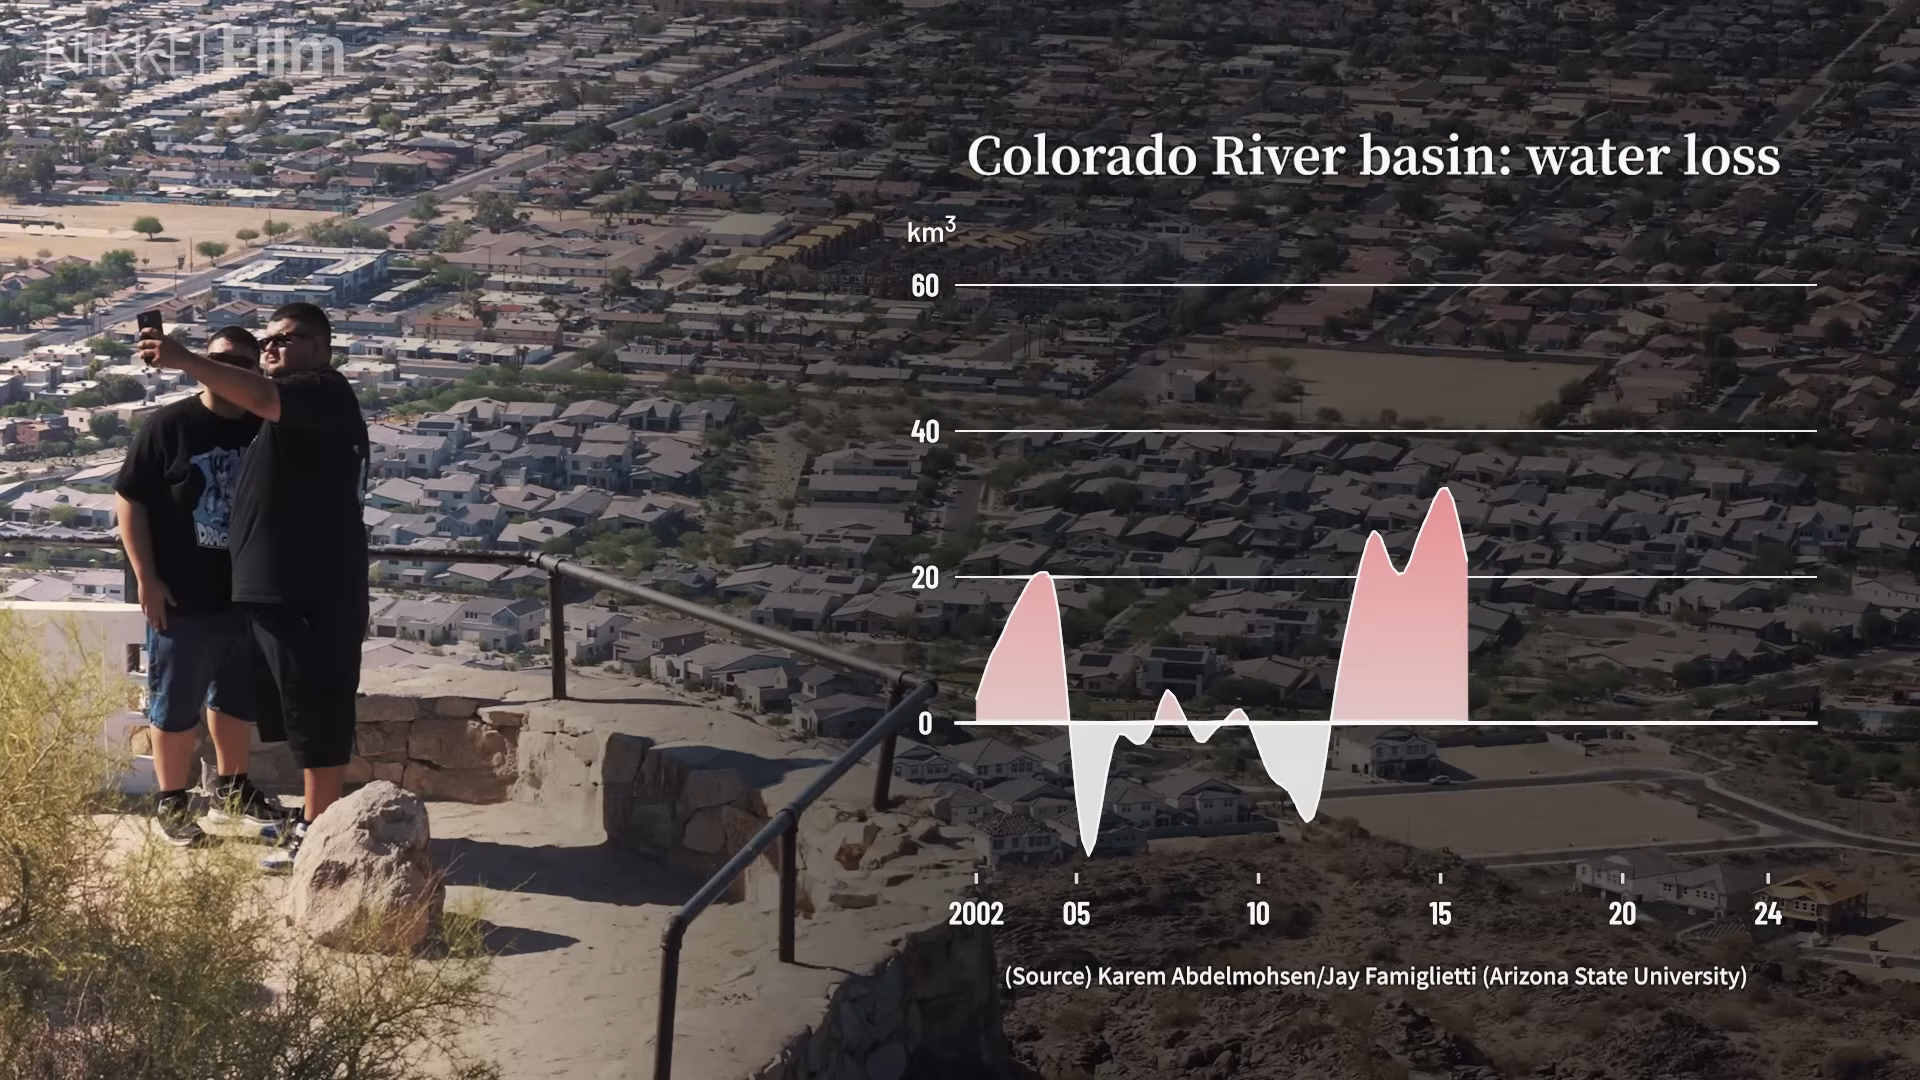 NIKKEI Film
Colorado River basin: water loss
km³
60
40
20
0
2002 05 10 15 20 24
(Source) Karem Abdelmohsen/Jay Famiglietti (Arizona State University)
DRAG